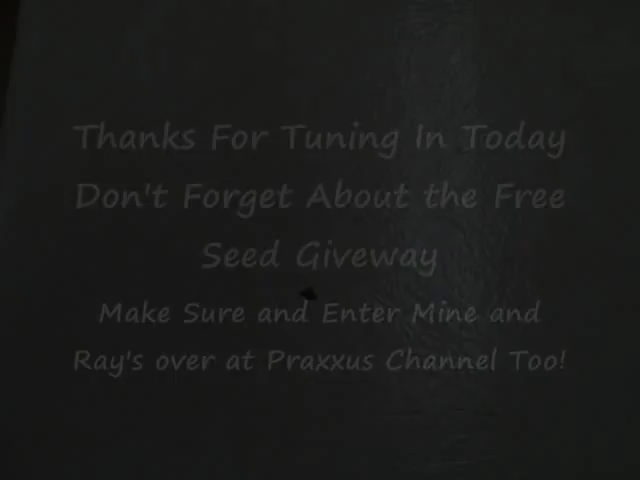 Thanks For Tuning In Today
Don't Forget About the Free
Seed Giveway
Make Sure and Enter Mine and
Ray's over at Praxxus Channel Too!